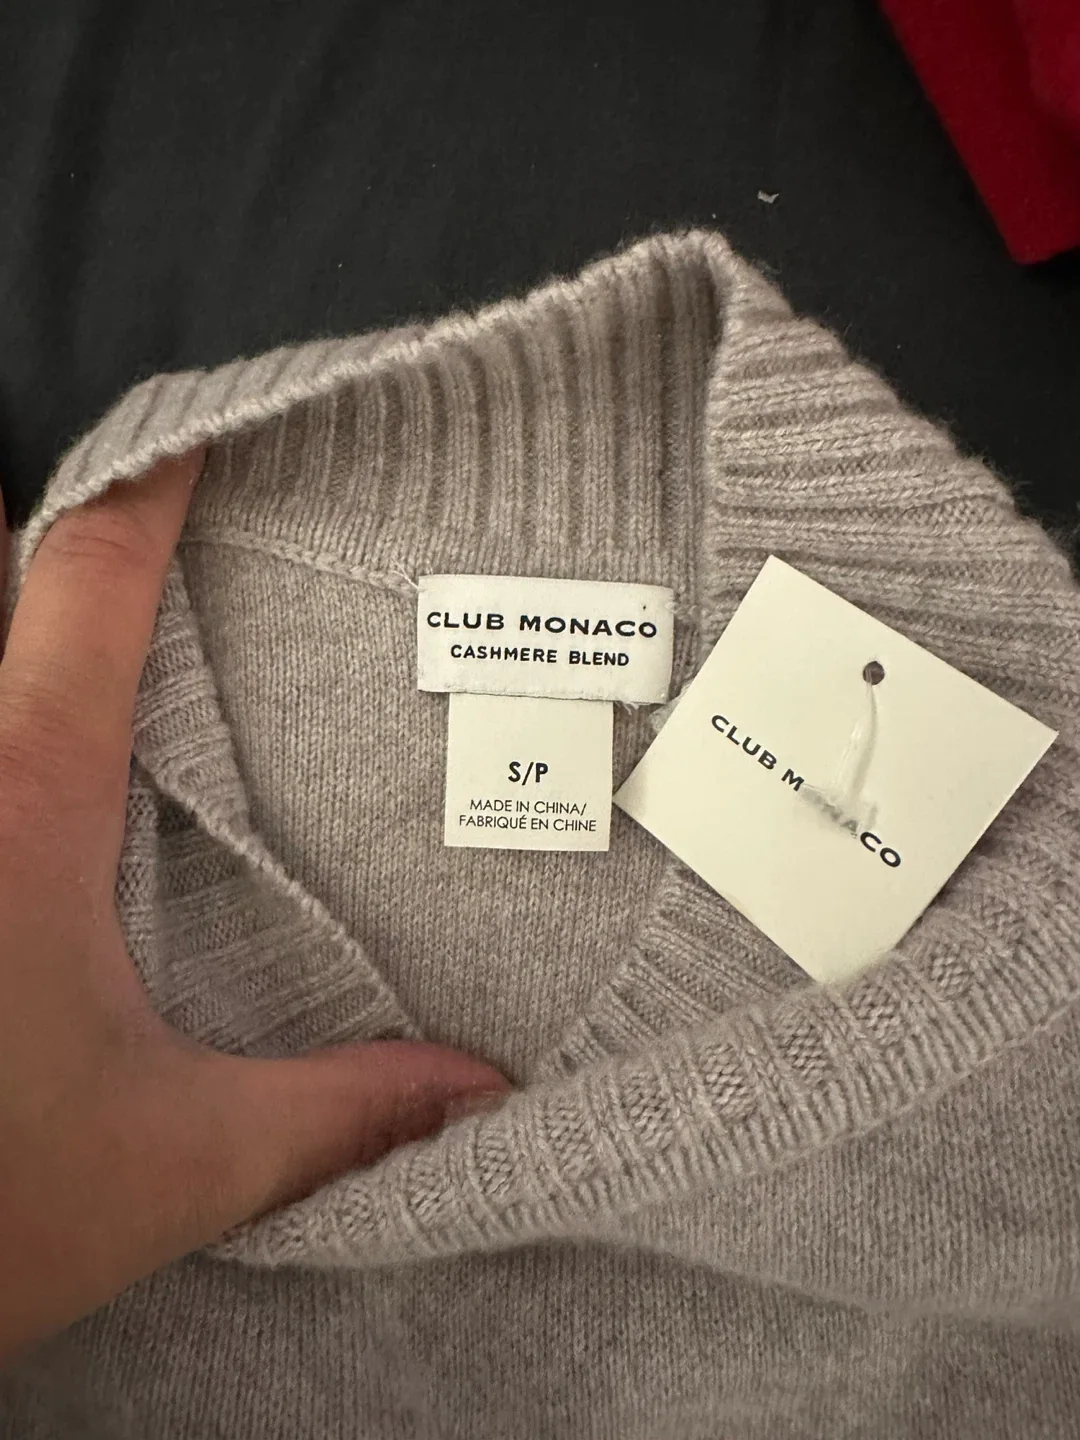 CLUB MONACO
CASHMERE BLEND
S/P
MADE IN CHINA/
FABRIQUÉ EN CHINE
CLUB MONACO